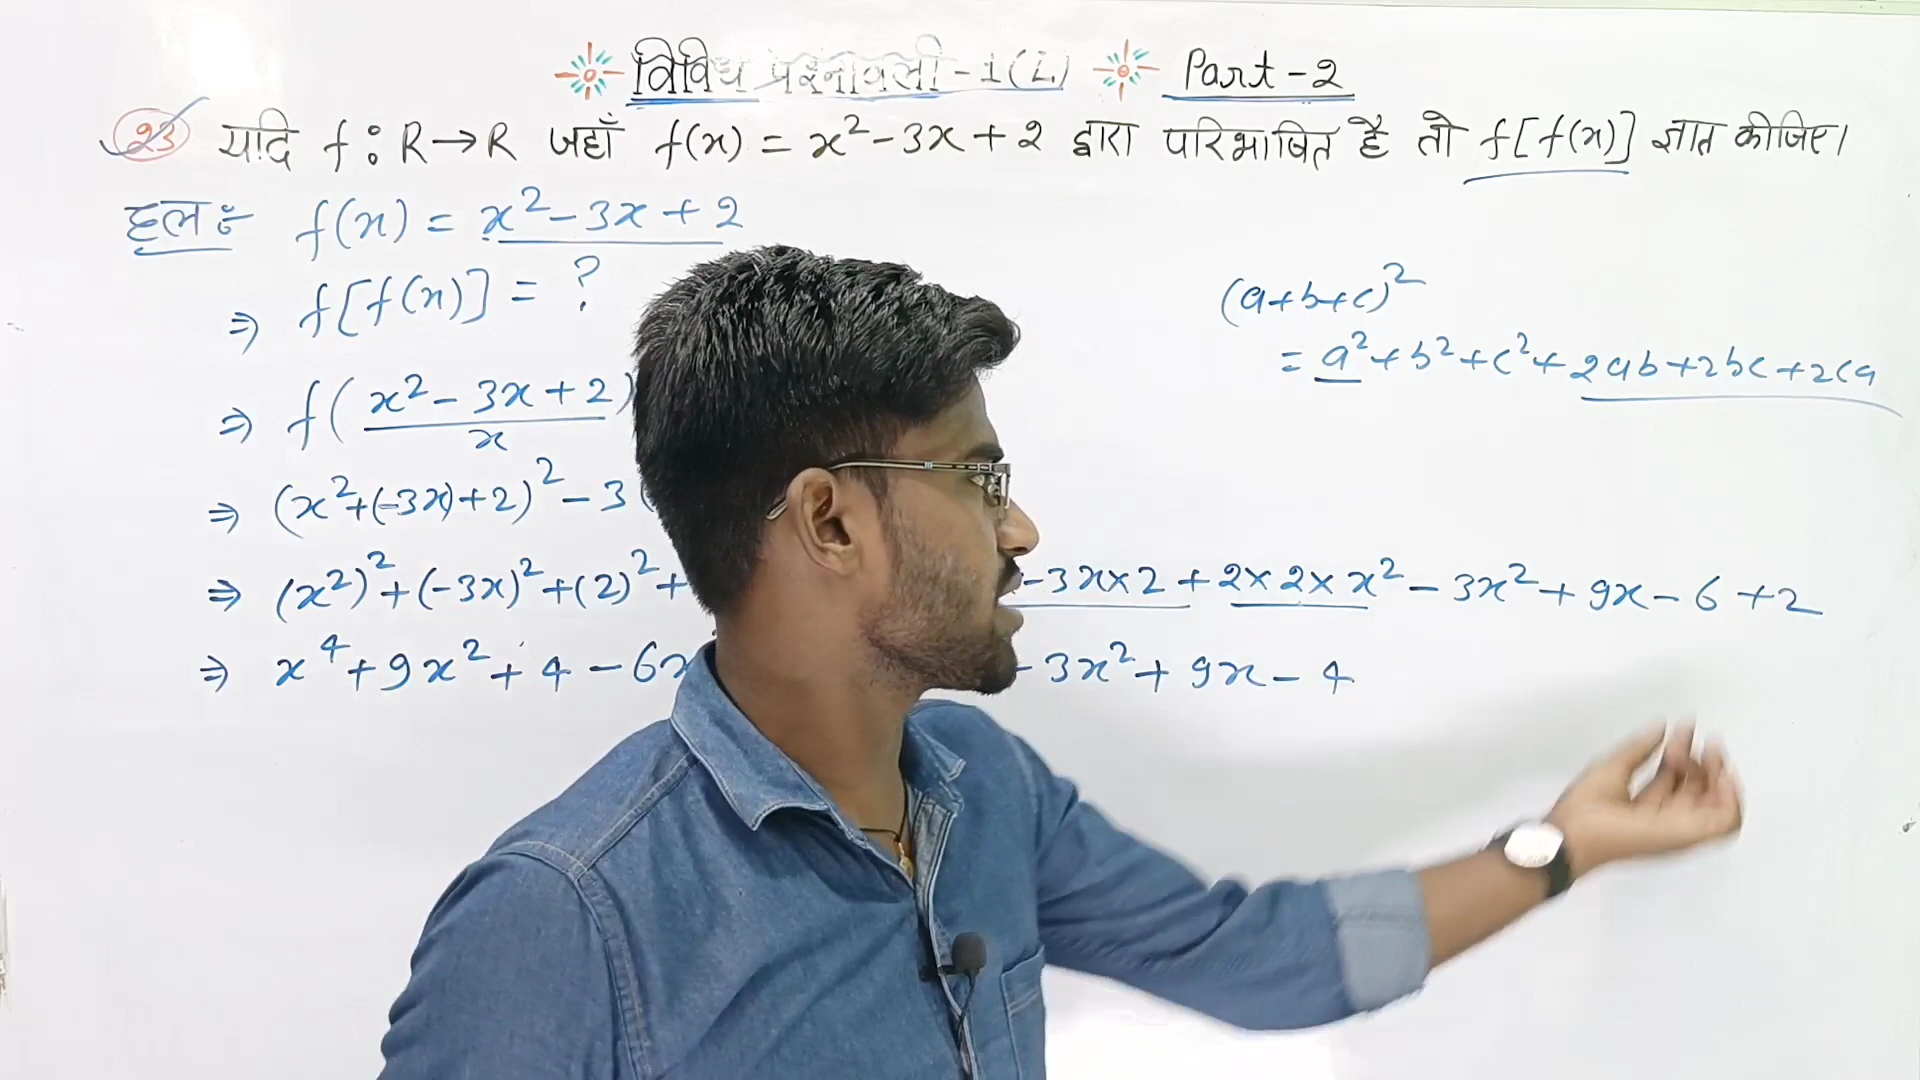 विविध प्रश्नावली - 1 (L) Part - 2
23 यदि f : R → R जहाँ f(x) = x² - 3x + 2 द्वारा परिभाषित है तो f[f(x)] ज्ञात कीजिए।
हल :- f(x) = x² - 3x + 2
⇒ f[f(x)] = ?
(a+b+c)²
= a² + b² + c² + 2ab + 2bc + 2ca
⇒ f(x² - 3x + 2)
x
⇒ (x² + (-3x) + 2)² - 3(
⇒ (x²)² + (-3x)² + (2)² + -3x × 2 + 2 × 2 × x² - 3x² + 9x - 6 + 2
⇒ x⁴ + 9x² + 4 - 6x - 3x² + 9x - 4